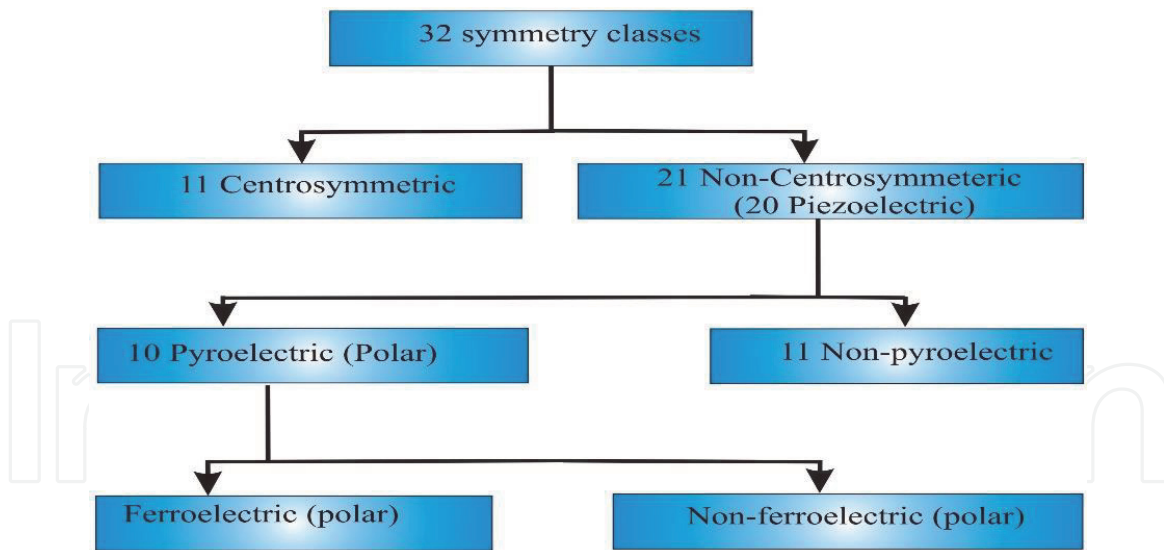 32 symmetry classes
11 Centrosymmetric
21 Non-Centrosymmeteric
(20 Piezoelectric)
10 Pyroelectric (Polar)
11 Non-pyroelectric
Ferroelectric (polar)
Non-ferroelectric (polar)